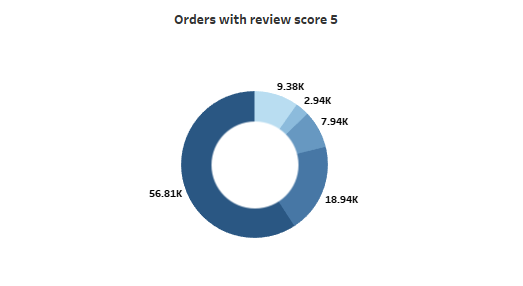 Orders with review score 5
9.38K
2.94K
7.94K
56.81K
18.94K